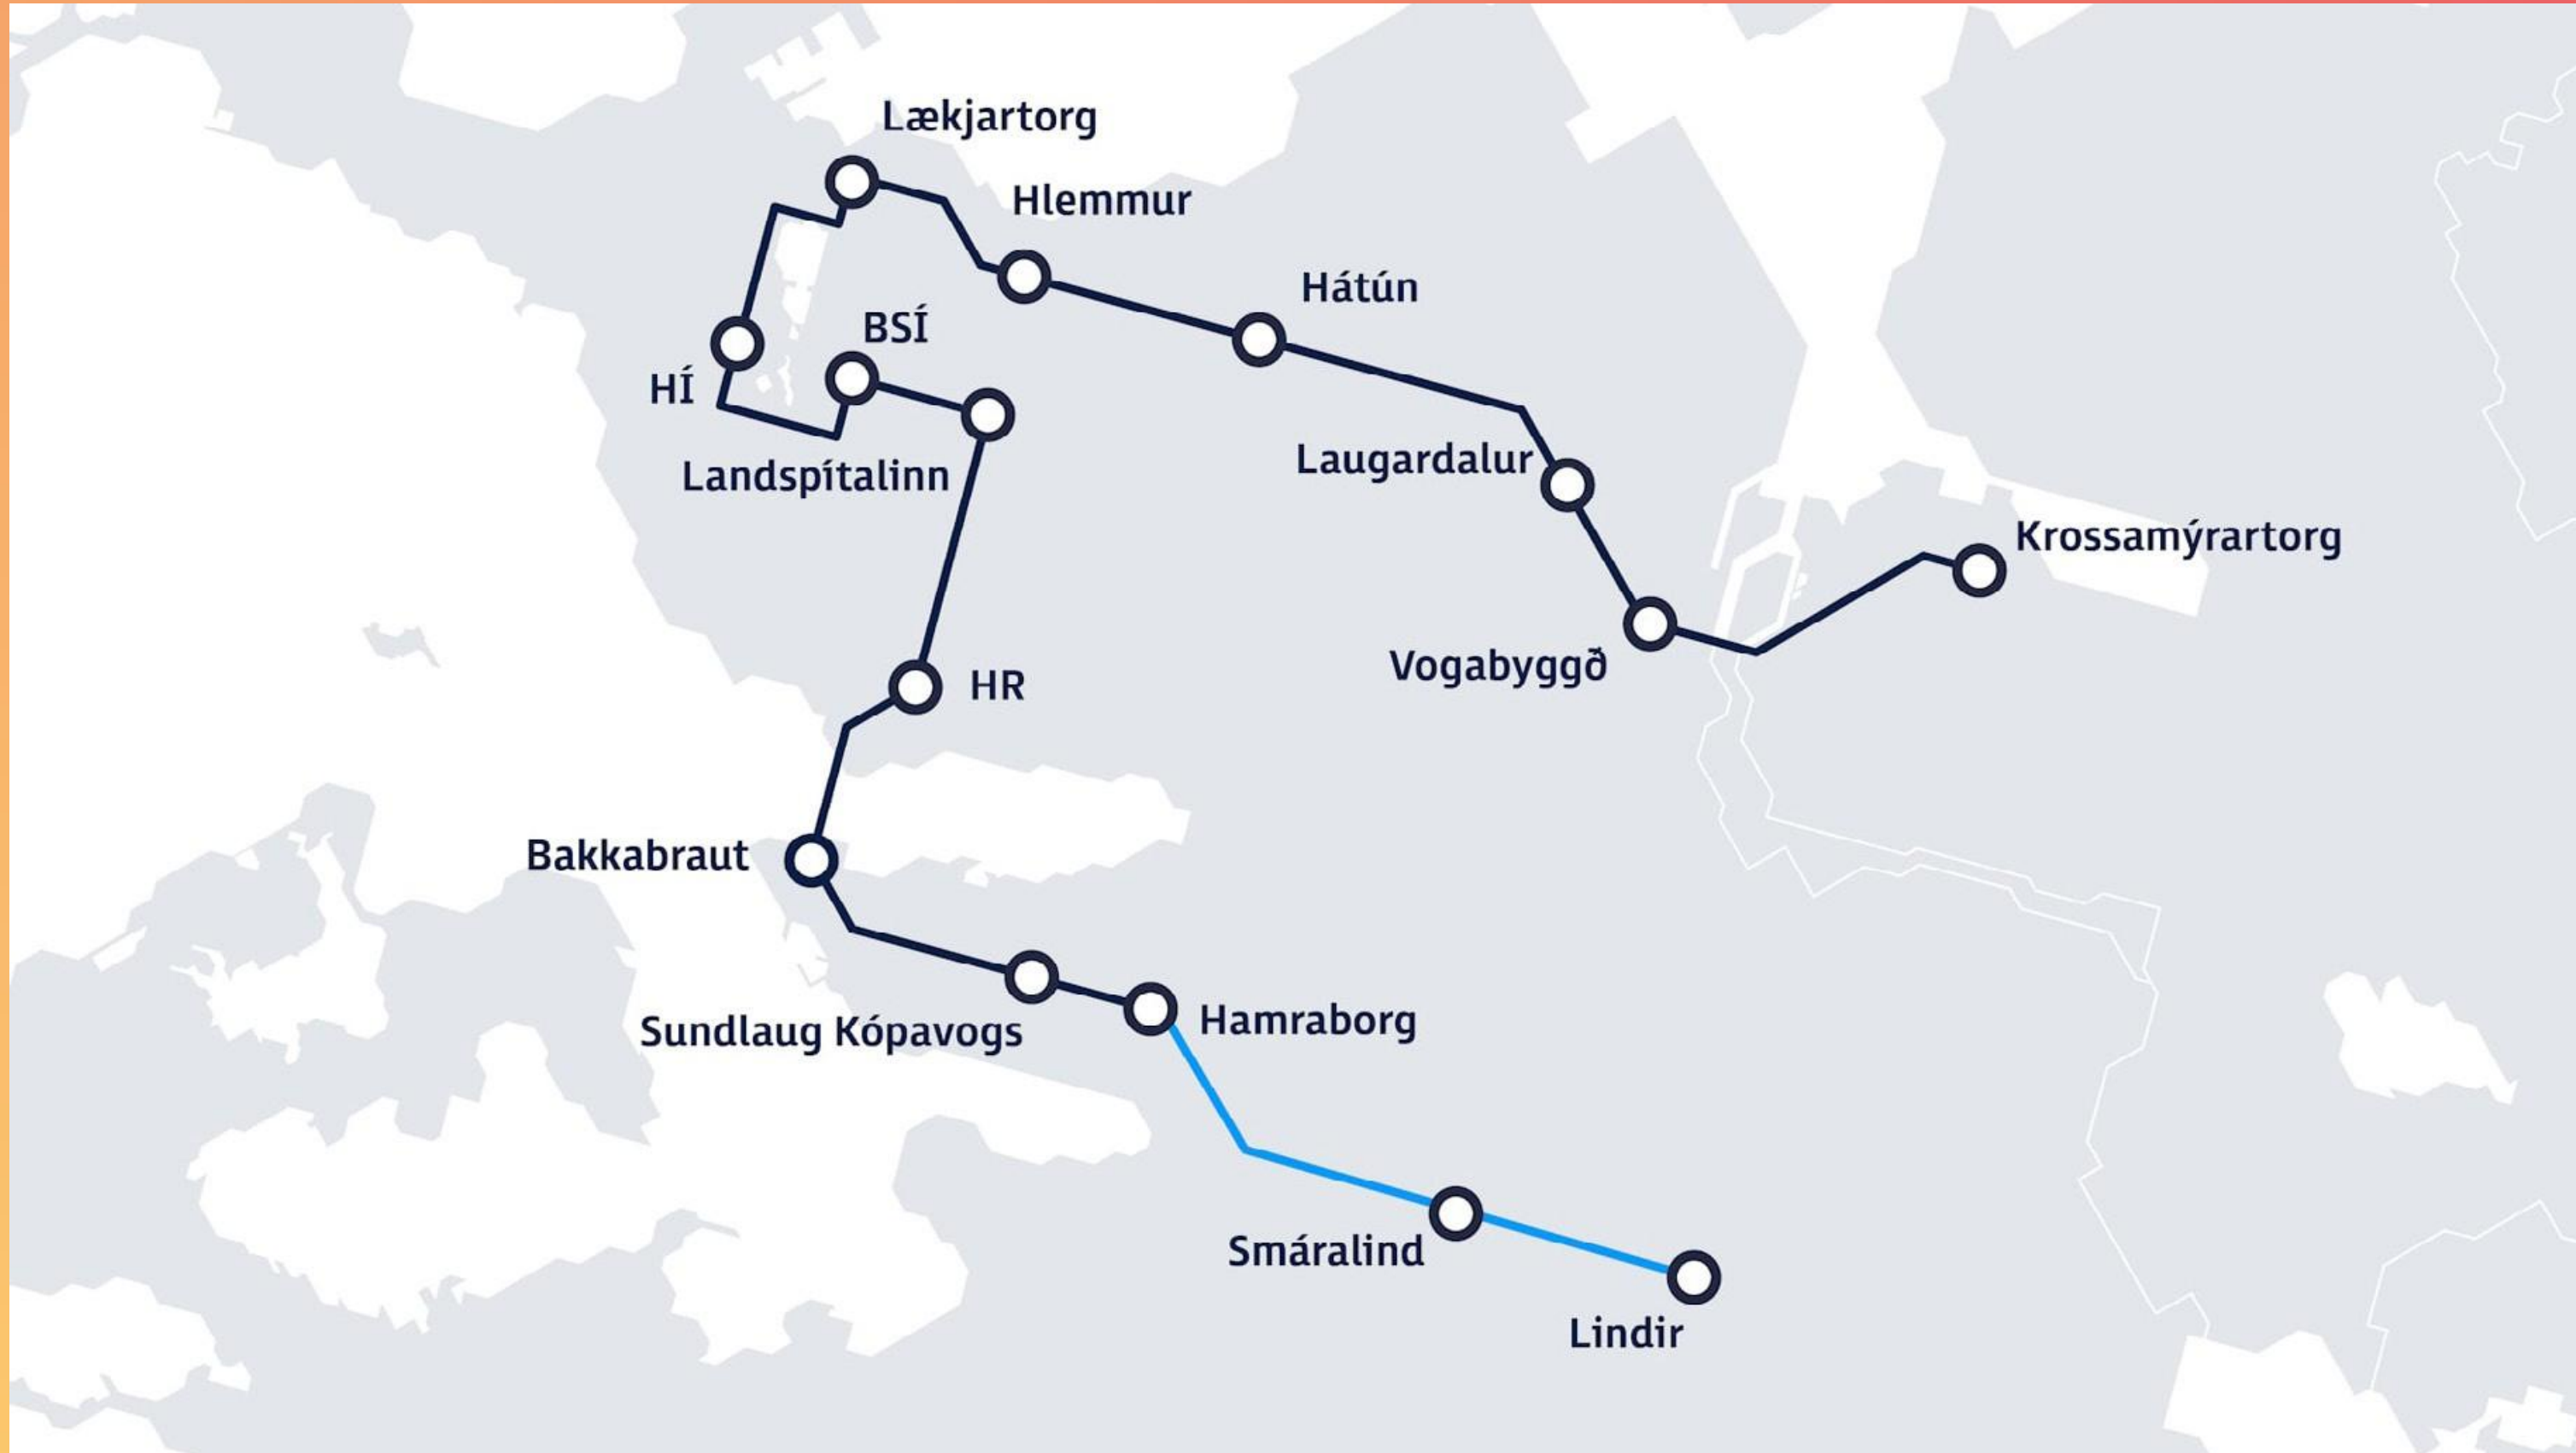 Lækjartorg
Hlemmur
Hátún
BSÍ
HÍ
Laugardalur
Landspítalinn
Krossamýrartorg
Vogabyggð
HR
Bakkabraut
Hamraborg
Sundlaug Kópavogs
Smáralind
Lindir